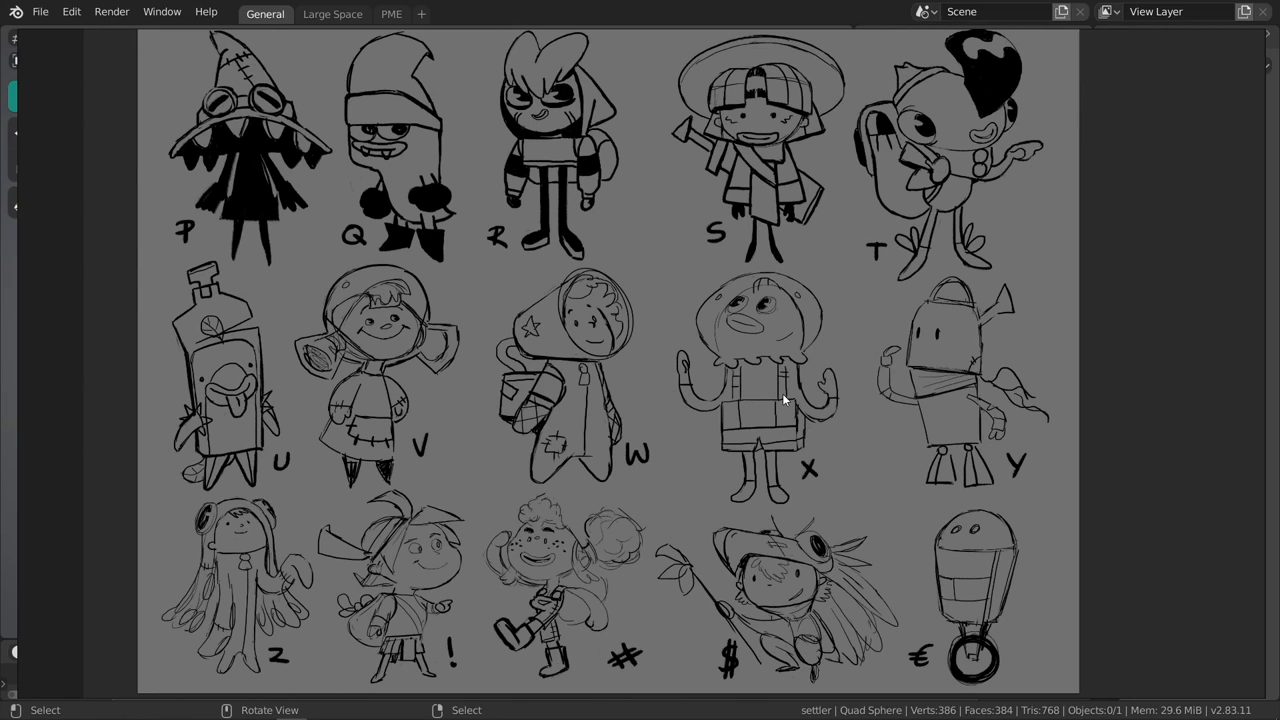 File Edit Render Window Help General Large Space PME + Scene View Layer
P Q R S T
U V W X Y
Z ! # $ €
Select Rotate View Select settler | Quad Sphere | Verts:386 | Faces:384 | Tris:768 | Objects:0/1 | Mem: 29.6 MiB | v2.83.11